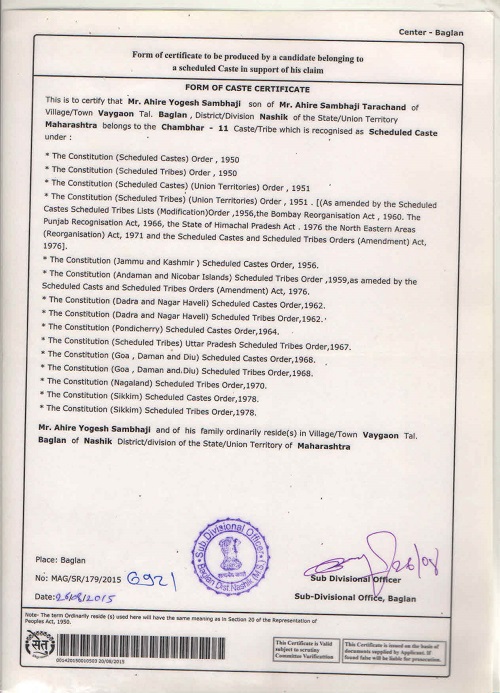 Center - Baglan
Form of certificate to be produced by a candidate belonging to
a scheduled Caste in support of his claim
FORM OF CASTE CERTIFICATE
This is to certify that Mr. Ahire Yogesh Sambhaji son of Mr. Ahire Sambhaji Tarachand of
Village/Town Vaygaon Tal. Baglan , District/Division Nashik of the State/Union Territory
Maharashtra belongs to the Chambhar - 11 Caste/Tribe which is recognised as Scheduled Caste
under :
* The Constitution (Scheduled Castes) Order , 1950
* The Constitution (Scheduled Tribes) Order , 1950
* The Constitution (Scheduled Castes) (Union Territories) Order , 1951
* The Constitution (Scheduled Tribes) (Union Territories) Order , 1951 . [(As amended by the Scheduled
Castes Scheduled Tribes Lists (Modification)Order ,1956,the Bombay Reorganisation Act , 1960. The
Punjab Recognisation Act, 1966, the State of Himachal Pradesh Act . 1976 the North Eastern Areas
(Reorganisation) Act, 1971 and the Scheduled Castes and Scheduled Tribes Orders (Amendment) Act,
1976].
* The Constitution (Jammu and Kashmir ) Scheduled Castes Order, 1956.
* The Constitution (Andaman and Nicobar Islands) Scheduled Tribes Order ,1959,as ameded by the
Scheduled Casts and Scheduled Tribes Orders (Amendment) Act, 1976.
* The Constitution (Dadra and Nagar Haveli) Scheduled Castes Order,1962.
* The Constitution (Dadra and Nagar Haveli) Scheduled Tribes Order,1962.
* The Constitution (Pondicherry) Scheduled Castes Order,1964.
* The Constitution (Scheduled Tribes) Uttar Pradesh Scheduled Tribes Order,1967.
* The Constitution (Goa , Daman and Diu) Scheduled Castes Order,1968.
* The Constitution (Goa , Daman and.Diu) Scheduled Tribes Order,1968.
* The Constitution (Nagaland) Scheduled Tribes Order,1970.
* The Constitution (Sikkim) Scheduled Castes Order,1978.
* The Constitution (Sikkim) Scheduled Tribes Order,1978.
Mr. Ahire Yogesh Sambhaji and of his family ordinarily reside(s) in Village/Town Vaygaon Tal.
Baglan of Nashik District/division of the State/Union Territory of Maharashtra
Sub Divisional Officer
सत्यमेव जयते
Baglan Dist. Nashik (M.S.)
Place: Baglan
No: MAG/SR/179/2015 6921
Date: 26/8/2015
26/08
Sub Divisional Officer
Sub-Divisional Office, Baglan
Note- The term Ordinarily reside (s) used here will have the same meaning as in Section 20 of the Representation of
Peoples Act, 1950.
सेतू
This Certificate is Valid
subject to scrutiny
Committee Varification
This Certificate is issued on the basis of
documents supplied by Applicant. If
found false will be liable for prosecution.